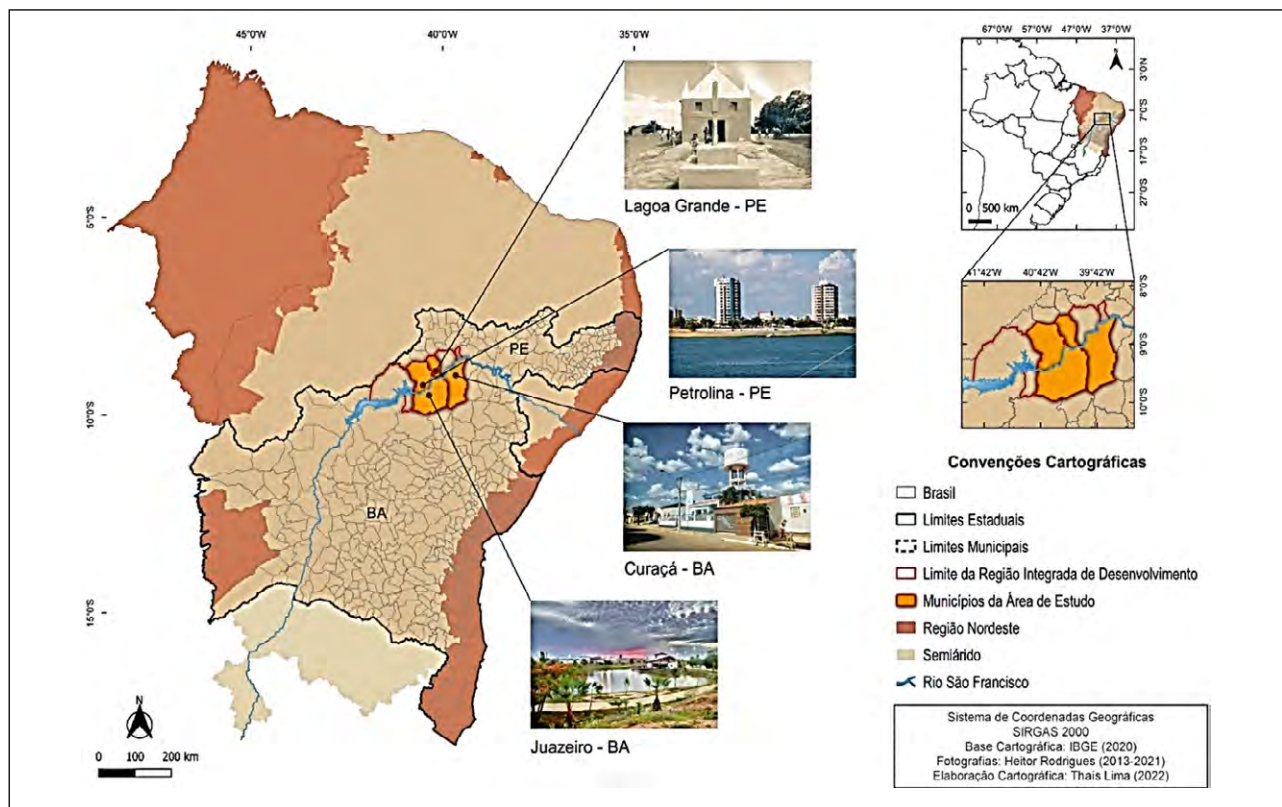 45°0'W
40°0'W
35°0'W
5°0'S
10°0'S
15°0'S
PE
BA
N
0 100 200 km
Lagoa Grande - PE
Petrolina - PE
Curaçá - BA
Juazeiro - BA
67°0'W 57°0'W 47°0'W 37°0'W
N
3°0'N
7°0'S
17°0'S
27°0'S
0 500 km
41°42'W 40°42'W 39°42'W
8°0'S
9°0'S
10°0'S
Convenções Cartográficas
Brasil
Limites Estaduais
Limites Municipais
Limite da Região Integrada de Desenvolvimento
Municípios da Área de Estudo
Região Nordeste
Semiárido
Rio São Francisco
Sistema de Coordenadas Geográficas
SIRGAS 2000
Base Cartográfica: IBGE (2020)
Fotografias: Heitor Rodrigues (2013-2021)
Elaboração Cartográfica: Thais Lima (2022)